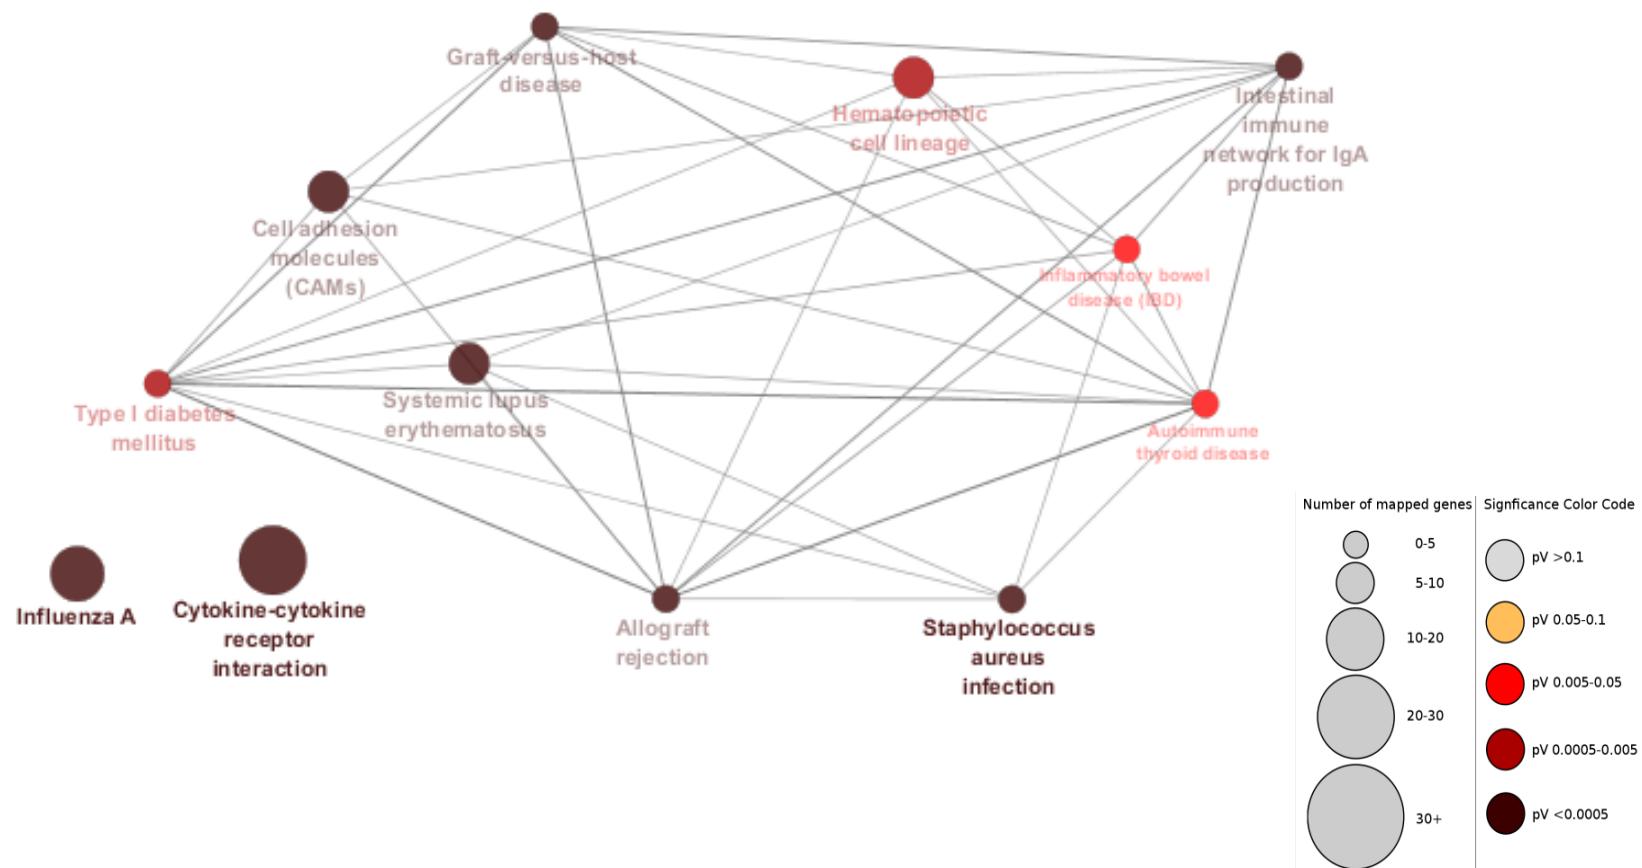 Graft-versus-host
disease
Hematopoietic
cell lineage
Intestinal
immune
network for IgA
production
Cell adhesion
molecules
(CAMs)
Inflammatory bowel
disease (IBD)
Type I diabetes
mellitus
Systemic lupus
erythematosus
Autoimmune
thyroid disease
Influenza A
Cytokine-cytokine
receptor
interaction
Allograft
rejection
Staphylococcus
aureus
infection
Number of mapped genes
0-5
5-10
10-20
20-30
30+
Signficance Color Code
pV >0.1
pV 0.05-0.1
pV 0.005-0.05
pV 0.0005-0.005
pV <0.0005